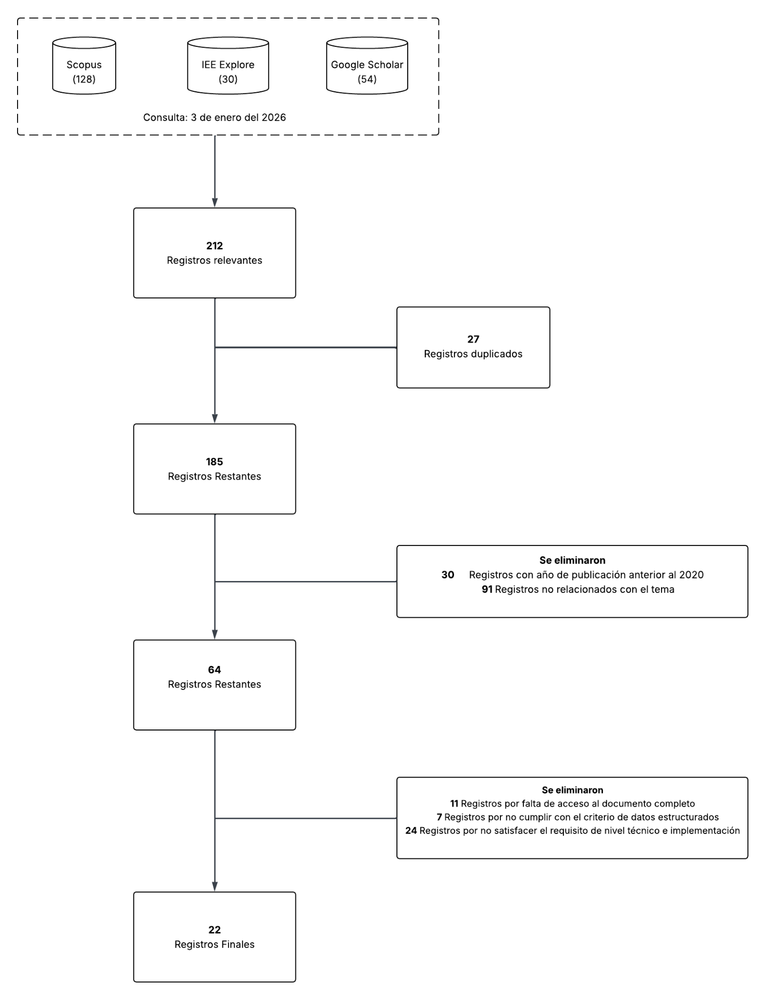 Scopus
(128)
IEE Explore
(30)
Google Scholar
(54)
Consulta: 3 de enero del 2026
212
Registros relevantes
27
Registros duplicados
185
Registros Restantes
Se eliminaron
30 Registros con año de publicación anterior al 2020
91 Registros no relacionados con el tema
64
Registros Restantes
Se eliminaron
11 Registros por falta de acceso al documento completo
7 Registros por no cumplir con el criterio de datos estructurados
24 Registros por no satisfacer el requisito de nivel técnico e implementación
22
Registros Finales